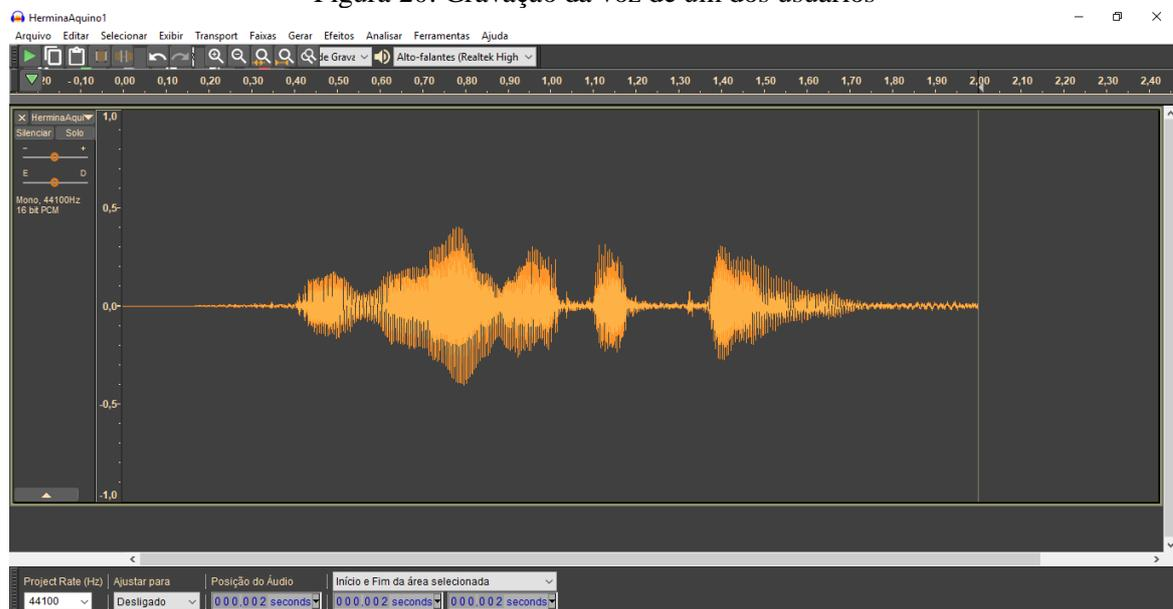 Figura 20: Gravação da voz de um dos usuários
HerminaAquino1
Arquivo Editar Selecionar Exibir Transport Faixas Gerar Efeitos Analisar Ferramentas Ajuda
de Grava Alto-falantes (Realtek High
- 0,10 0,00 0,10 0,20 0,30 0,40 0,50 0,60 0,70 0,80 0,90 1,00 1,10 1,20 1,30 1,40 1,50 1,60 1,70 1,80 1,90 2,00 2,10 2,20 2,30 2,40
HerminaAqui 1,0
Silenciar Solo
- +
E D
Mono, 44100Hz
16 bit PCM
0,5-
0,0-
-0,5-
-1,0
Project Rate (Hz) Ajustar para Posição do Áudio Início e Fim da área selecionada
44100 Desligado 000,002 seconds 000,002 seconds 000,002 seconds